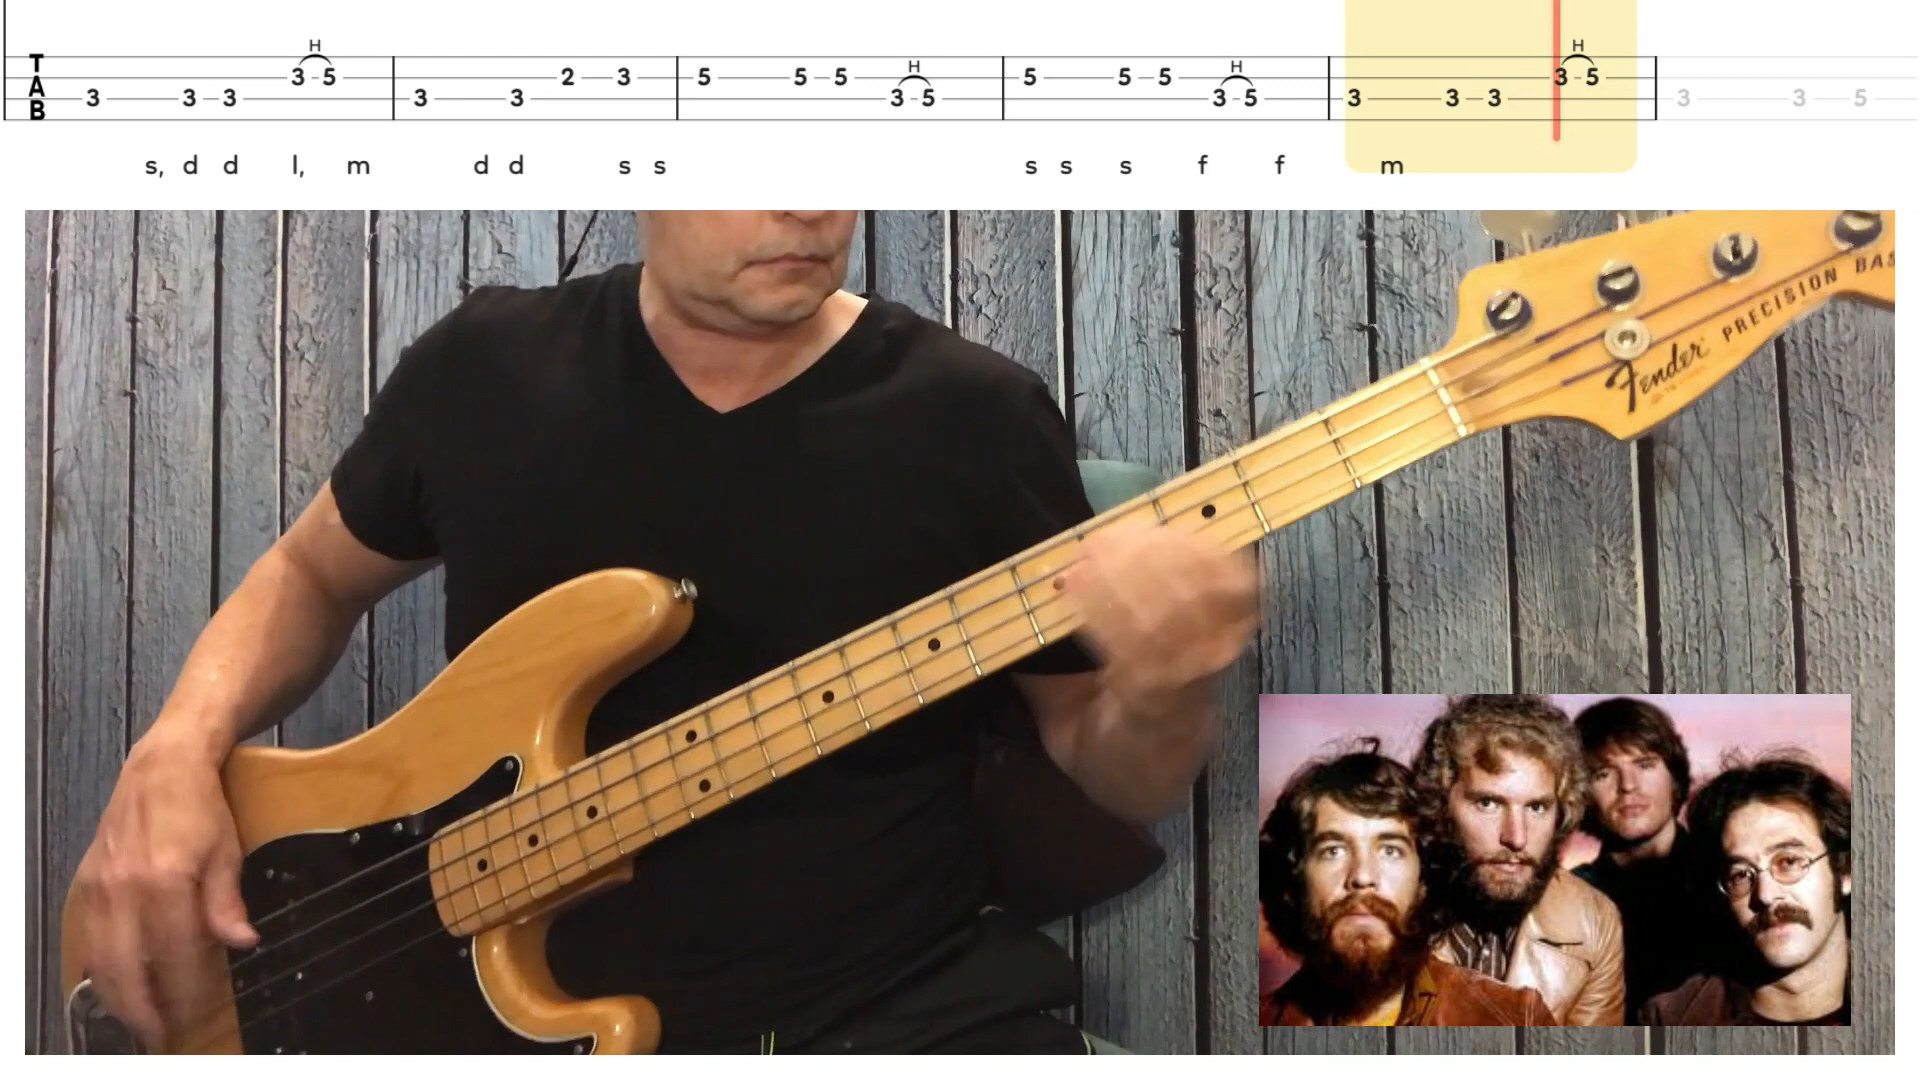 H H H H
T 3 5 2 3 5 5 5 5 5 5 3 5
A 3 3 3 3 3 3 5 3 5 3 3 3 3 3 5
B
s, d d l, m d d s s s s s f f m
Fender PRECISION BAS